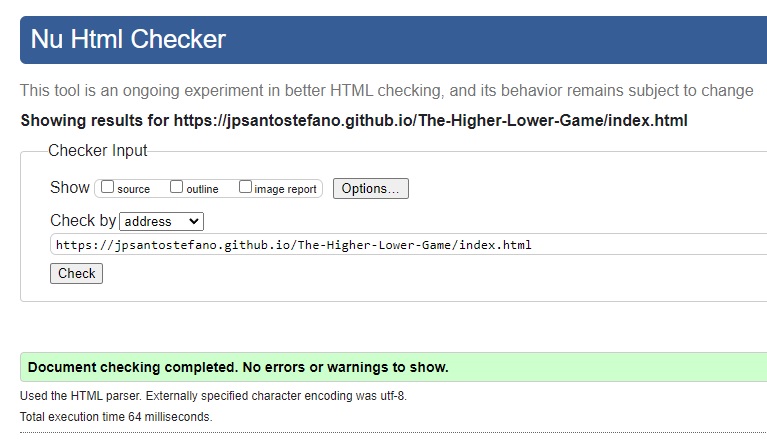 Nu Html Checker
This tool is an ongoing experiment in better HTML checking, and its behavior remains subject to change
Showing results for https://jpsantostefano.github.io/The-Higher-Lower-Game/index.html
Checker Input
Show source outline image report Options...
Check by address
https://jpsantostefano.github.io/The-Higher-Lower-Game/index.html
Check
Document checking completed. No errors or warnings to show.
Used the HTML parser. Externally specified character encoding was utf-8.
Total execution time 64 milliseconds.